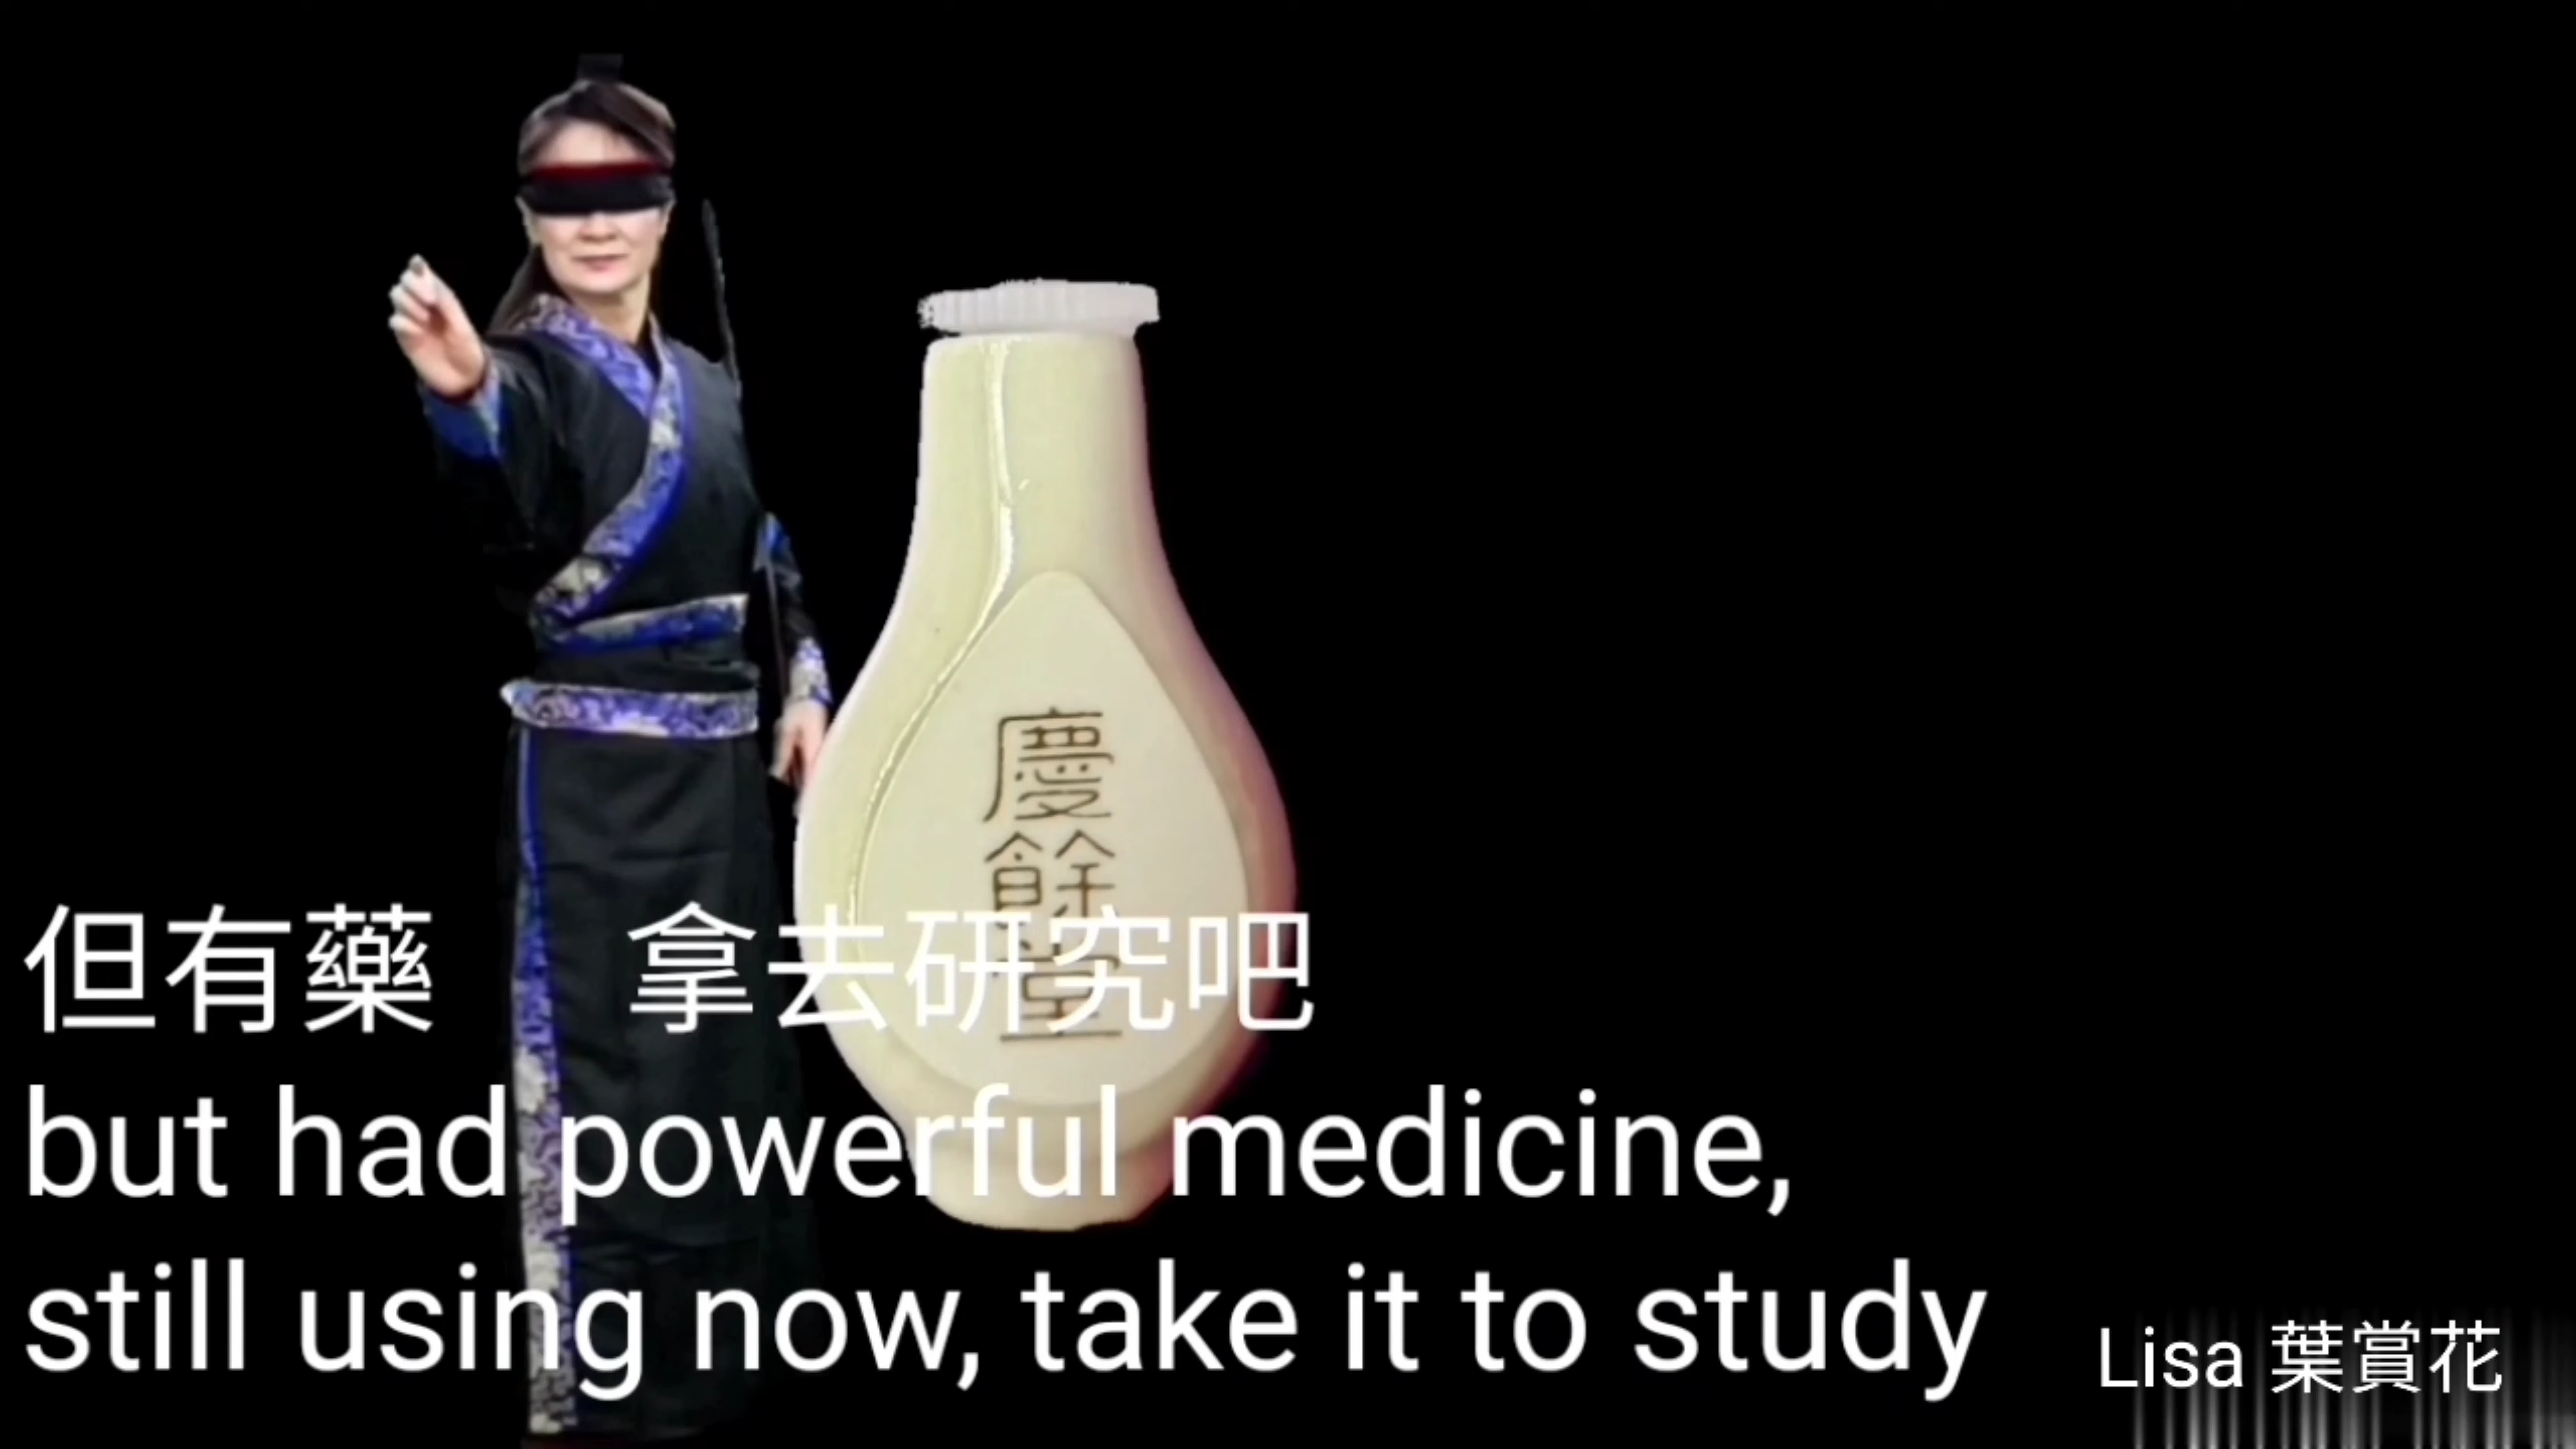 慶餘堂
但有藥 拿去研究吧
but had powerful medicine,
still using now, take it to study
Lisa 葉賞花